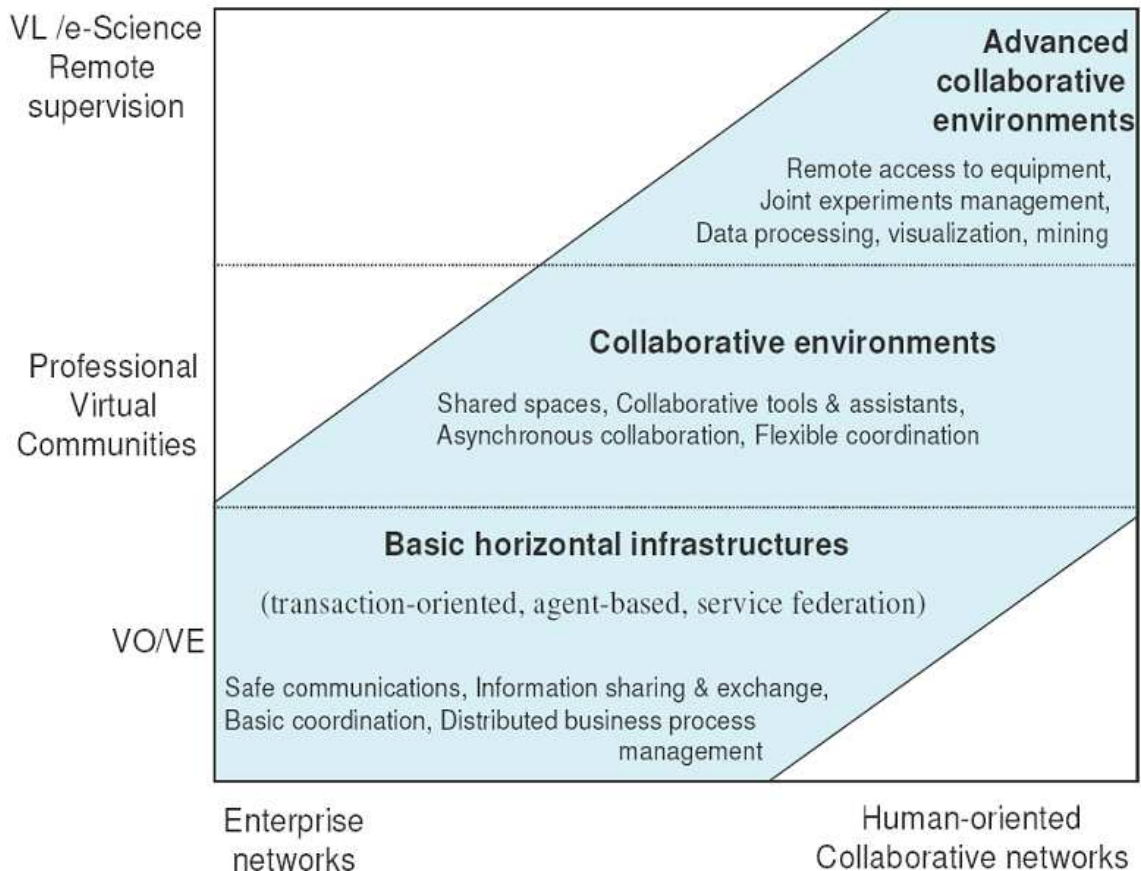 VL /e-Science
Remote
supervision
Advanced
collaborative
environments
Remote access to equipment,
Joint experiments management,
Data processing, visualization, mining
Professional
Virtual
Communities
Collaborative environments
Shared spaces, Collaborative tools & assistants,
Asynchronous collaboration, Flexible coordination
VO/VE
Basic horizontal infrastructures
(transaction-oriented, agent-based, service federation)
Safe communications, Information sharing & exchange,
Basic coordination, Distributed business process
management
Enterprise
networks
Human-oriented
Collaborative networks